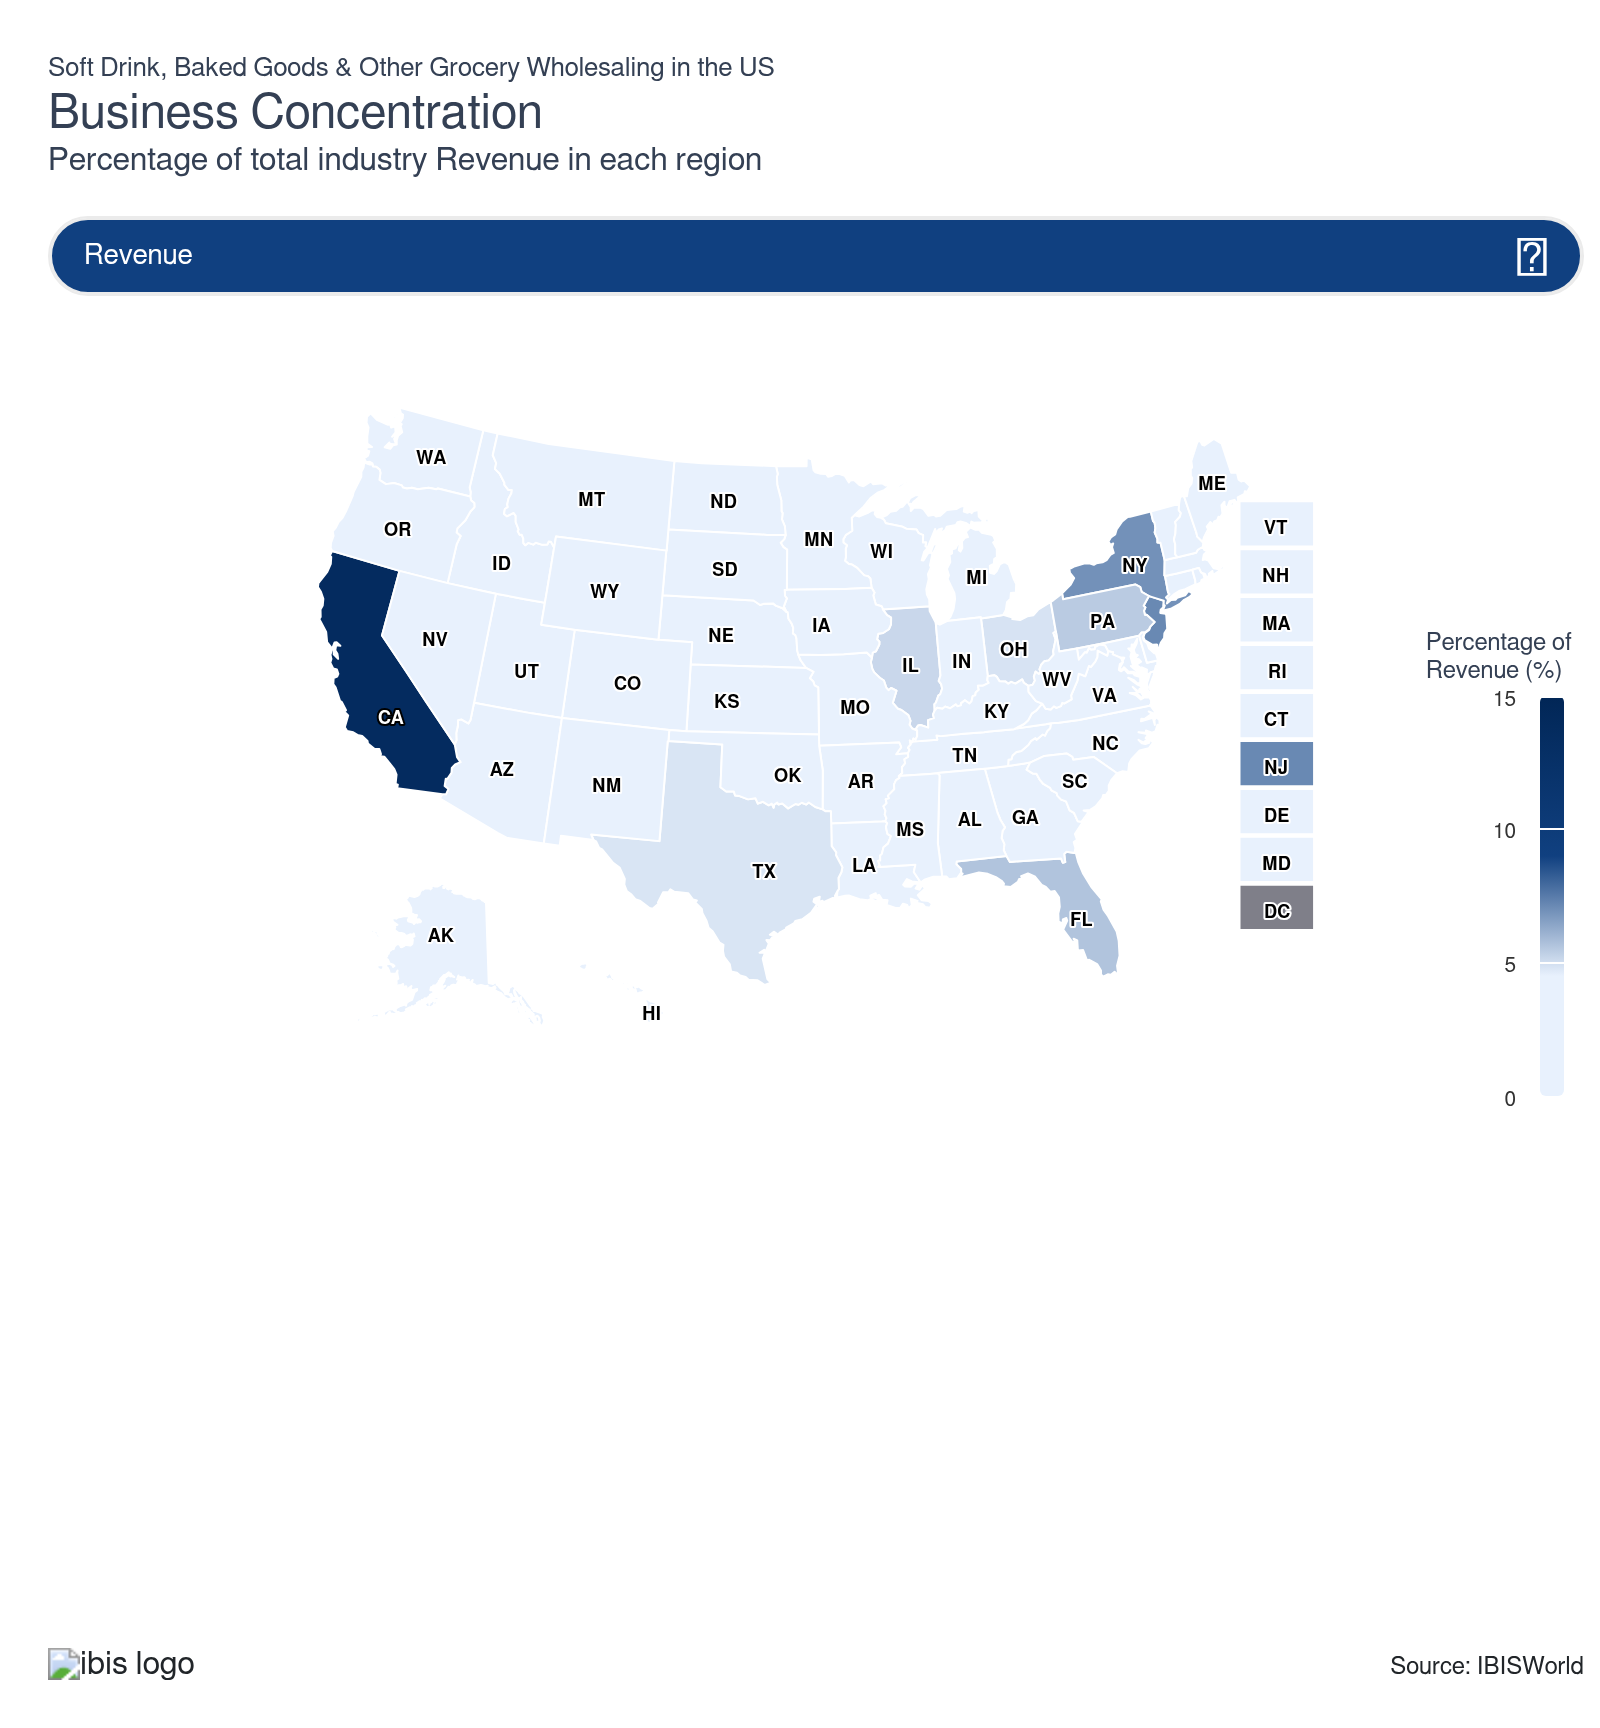 Soft Drink, Baked Goods & Other Grocery Wholesaling in the US
Business Concentration
Percentage of total industry Revenue in each region
Revenue
WA
MT
ND
ME
OR
ID
MN
WI
MI
NY
VT
SD
WY
NH
NV
NE
IA
PA
MA
UT
CO
IL
IN
OH
WV
VA
RI
CA
KS
MO
KY
NC
CT
AZ
NM
OK
AR
TN
SC
NJ
MS
AL
GA
DE
TX
LA
MD
FL
DC
AK
HI
Percentage of
Revenue (%)
15
10
5
0
ibis logo
Source: IBISWorld